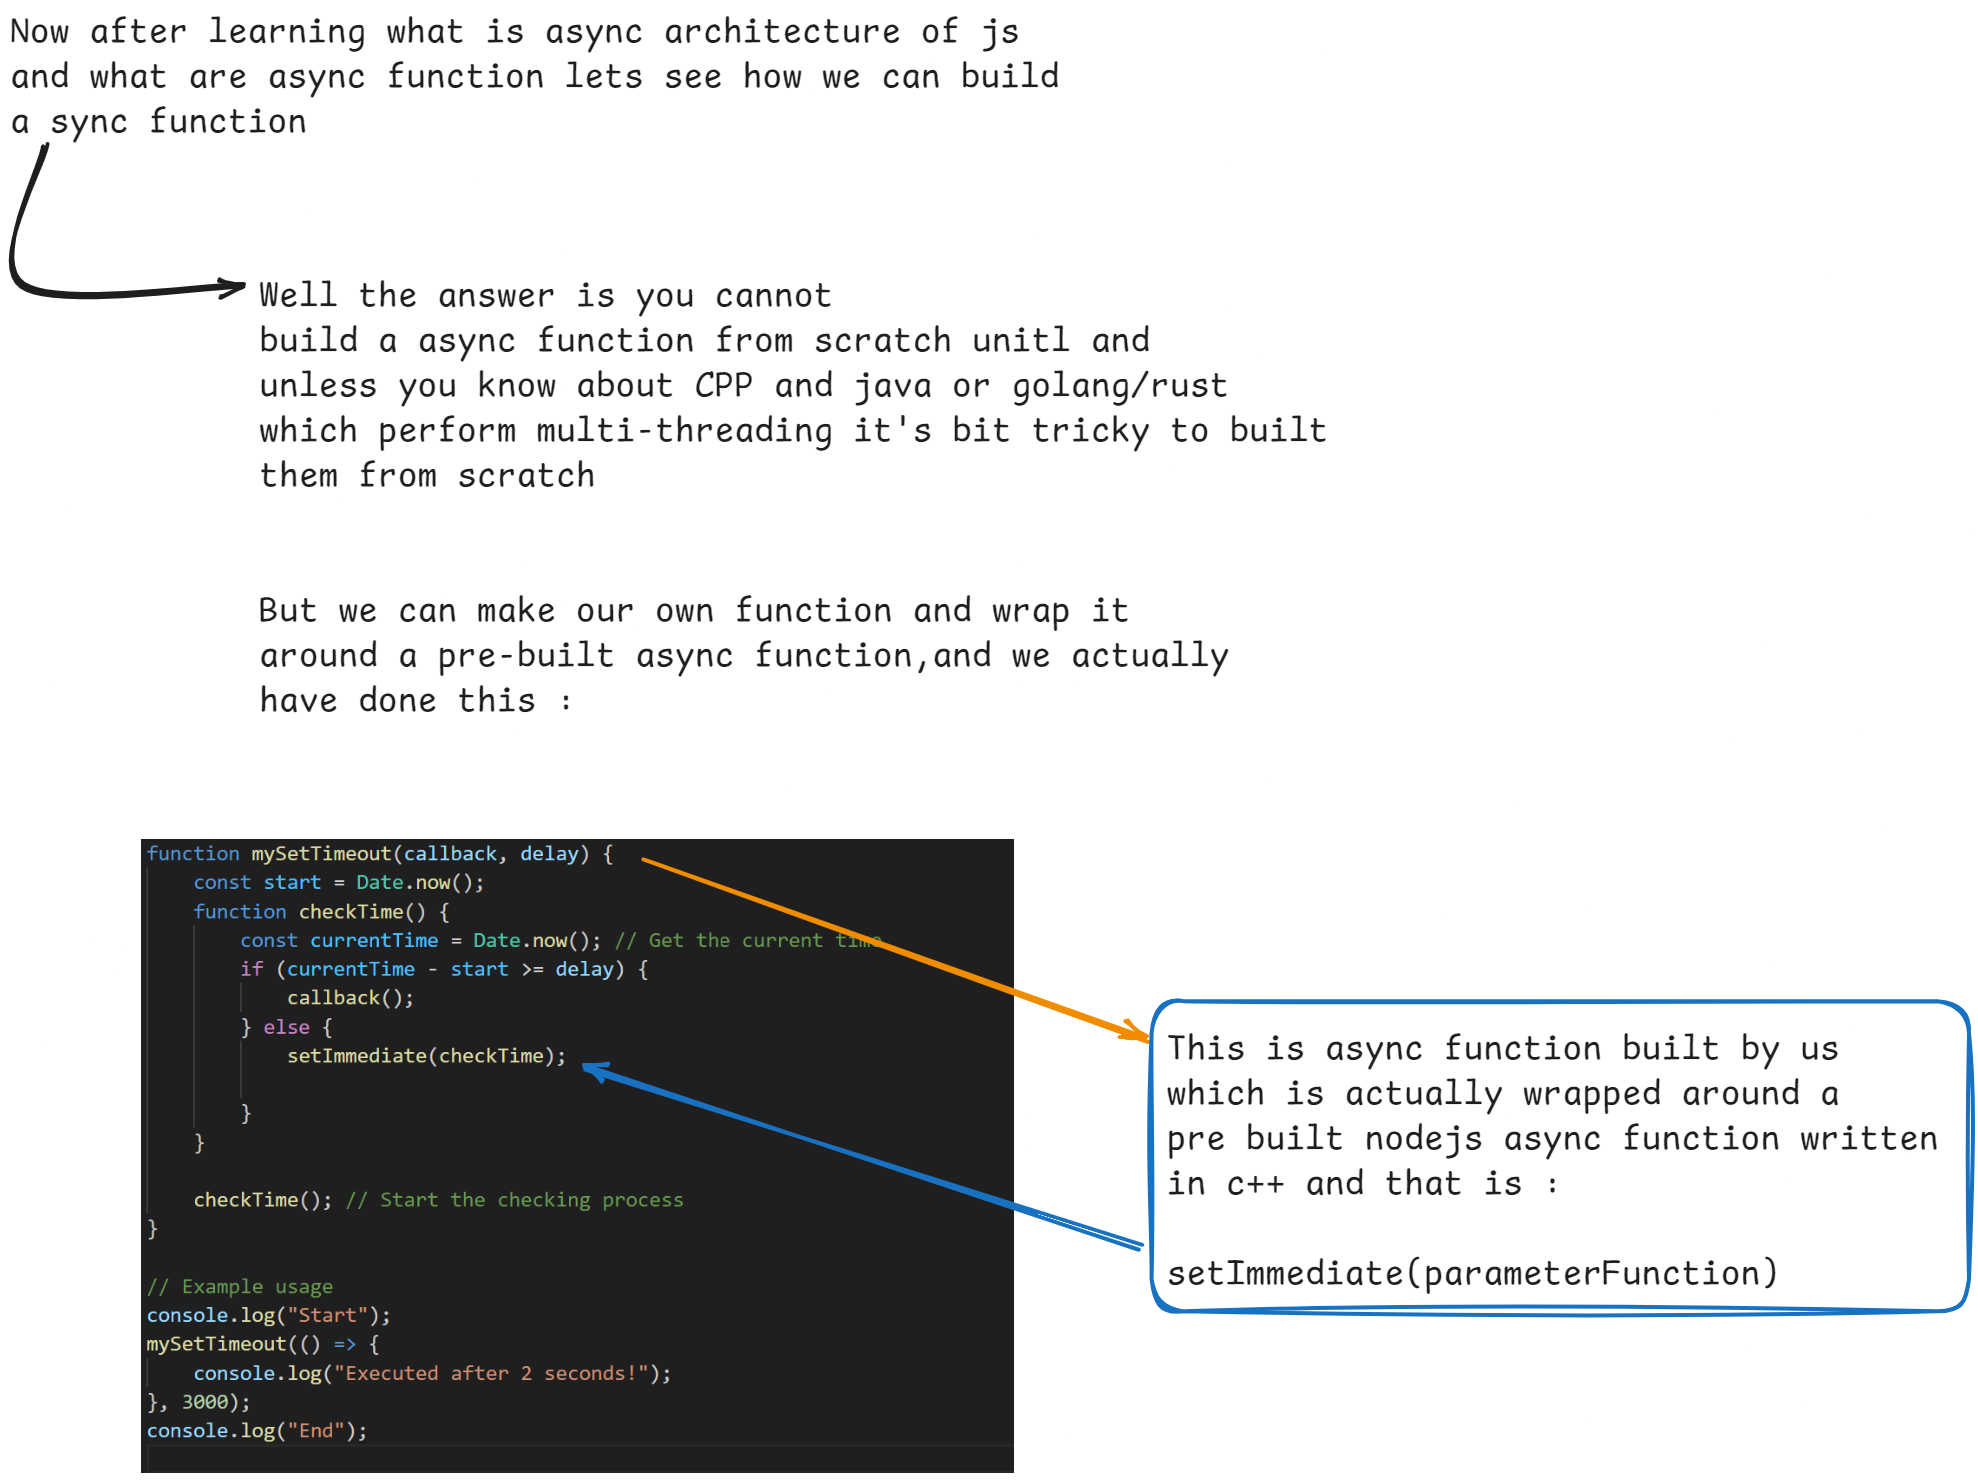 Now after learning what is async architecture of js
and what are async function lets see how we can build
a sync function
Well the answer is you cannot
build a async function from scratch unitl and
unless you know about CPP and java or golang/rust
which perform multi-threading it's bit tricky to built
them from scratch
But we can make our own function and wrap it
around a pre-built async function,and we actually
have done this :
function mySetTimeout(callback, delay) {
    const start = Date.now();
    function checkTime() {
        const currentTime = Date.now(); // Get the current time
        if (currentTime - start >= delay) {
            callback();
        } else {
            setImmediate(checkTime);
        }
    }
    checkTime(); // Start the checking process
}
// Example usage
console.log("Start");
mySetTimeout(() => {
    console.log("Executed after 2 seconds!");
}, 3000);
console.log("End");
This is async function built by us
which is actually wrapped around a
pre built nodejs async function written
in c++ and that is :
setImmediate(parameterFunction)